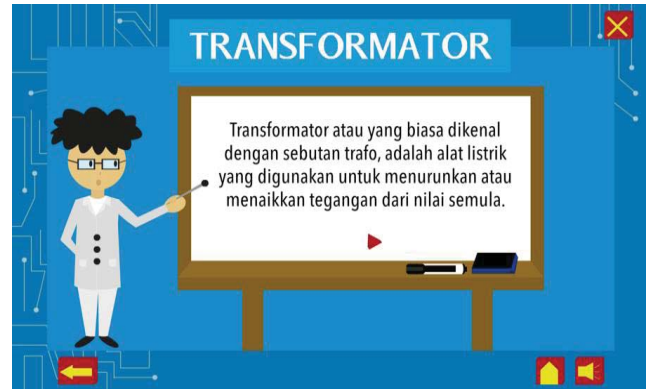 TRANSFORMATOR
Transformator atau yang biasa dikenal
dengan sebutan trafo, adalah alat listrik
yang digunakan untuk menurunkan atau
menaikkan tegangan dari nilai semula.